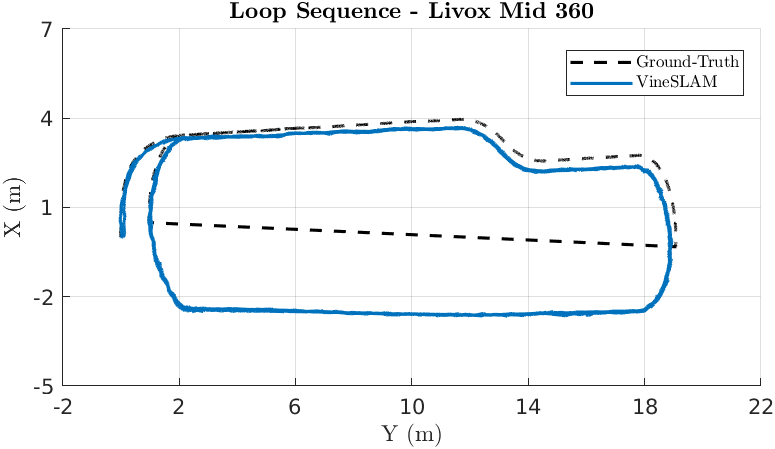 Loop Sequence - Livox Mid 360
7
Ground-Truth
VineSLAM
4
X (m)
1
-2
-5
-2
2
6
10
14
18
22
Y (m)